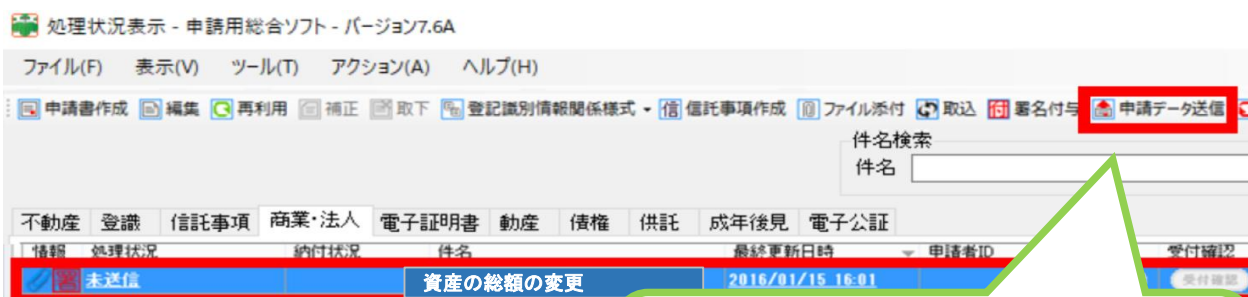 処理状況表示 - 申請用総合ソフト - バージョン7.6A
ファイル(F) 表示(V) ツール(T) アクション(A) ヘルプ(H)
申請書作成 編集 再利用 補正 取下 登記識別情報関係様式 信 信託事項作成 ファイル添付 取込 付 署名付与 申請データ送信
件名検索
件名
不動産 登識 信託事項 商業・法人 電子証明書 動産 債権 供託 成年後見 電子公証
情報 処理状況 納付状況 件名 最終更新日時 申請者ID 受付確認
未送信 資産の総額の変更 2016/01/15 16:01 受付確認